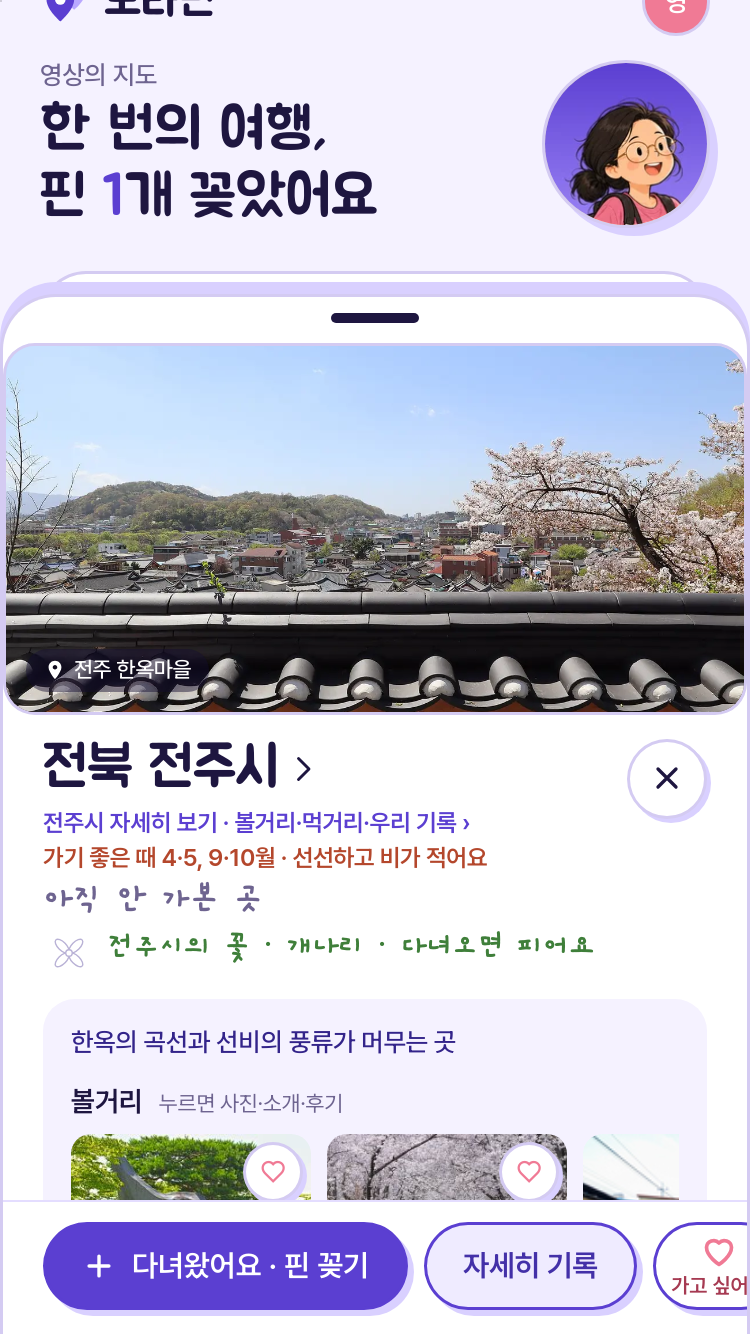 영상의 지도
한 번의 여행,
핀 1개 꽂았어요
전주 한옥마을
전북 전주시 ›
전주시 자세히 보기 · 볼거리·먹거리·우리 기록 ›
가기 좋은 때 4·5, 9·10월 · 선선하고 비가 적어요
아직 안 가본 곳
전주시의 꽃 · 개나리 · 다녀오면 피어요
한옥의 곡선과 선비의 풍류가 머무는 곳
볼거리 누르면 사진·소개·후기
+ 다녀왔어요 · 핀 꽂기
자세히 기록
가고 싶어